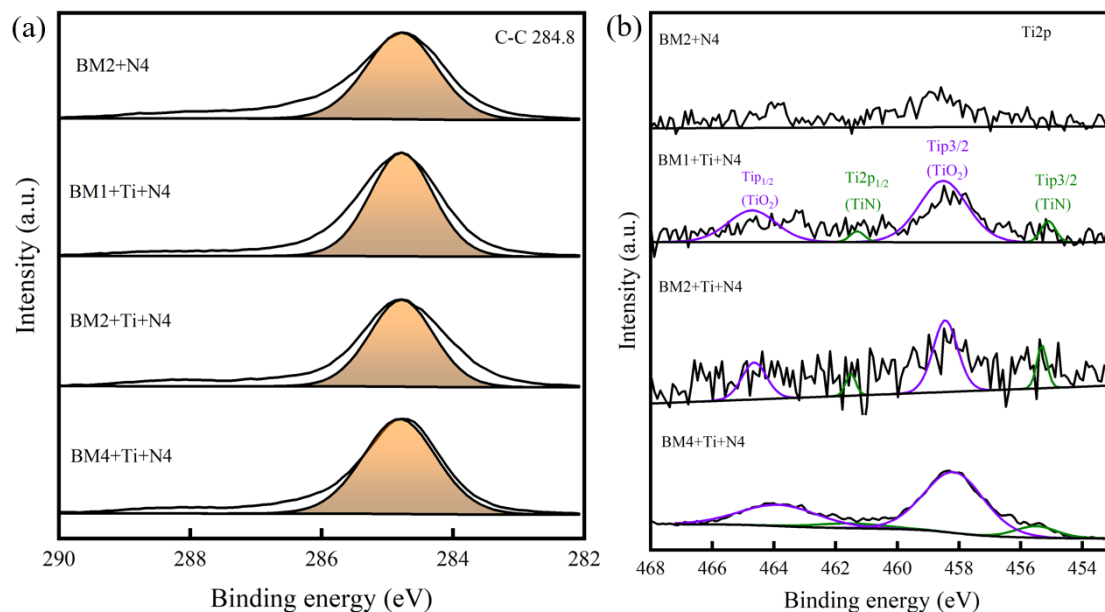 (a)
C-C 284.8
BM2+N4
BM1+Ti+N4
BM2+Ti+N4
BM4+Ti+N4
Intensity (a.u.)
290 288 286 284 282
Binding energy (eV)
(b)
Ti2p
BM2+N4
BM1+Ti+N4
Tip1/2
(TiO2)
Ti2p1/2
(TiN)
Tip3/2
(TiO2)
Tip3/2
(TiN)
BM2+Ti+N4
BM4+Ti+N4
Intensity (a.u.)
468 466 464 462 460 458 456 454
Binding energy (eV)